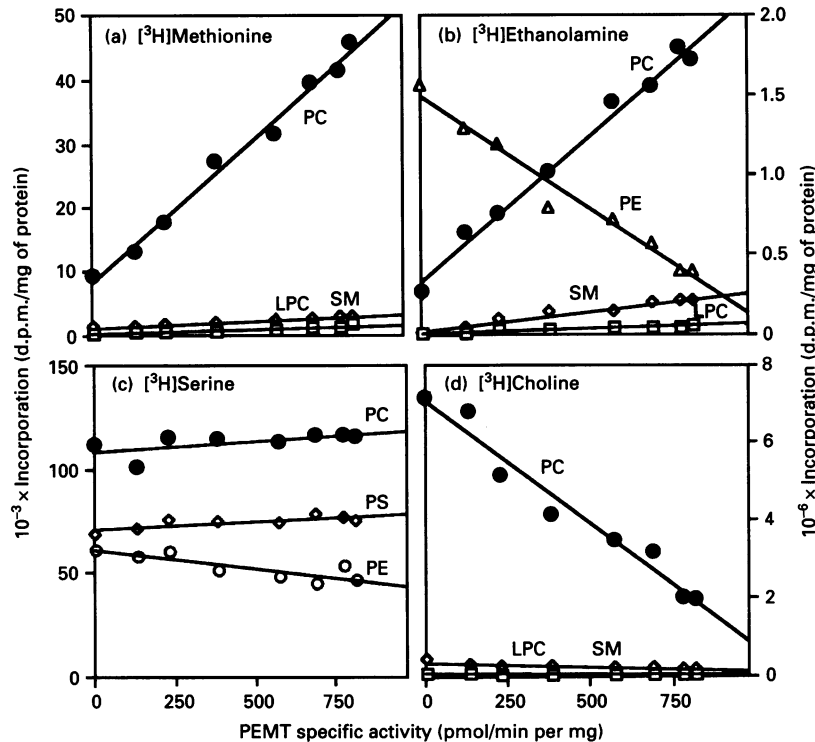 (a) [³H]Methionine
50
40
30
20
10
0
PC
LPC
SM
(b) [³H]Ethanolamine
2.0
1.5
1.0
0.5
0
PC
PE
SM
LPC
(c) [³H]Serine
150
100
50
0
PC
PS
PE
0 250 500 750
(d) [³H]Choline
8
6
4
2
0
PC
LPC
SM
0 250 500 750
10⁻³ × Incorporation (d.p.m./mg of protein)
10⁻⁶ × Incorporation (d.p.m./mg of protein)
PEMT specific activity (pmol/min per mg)